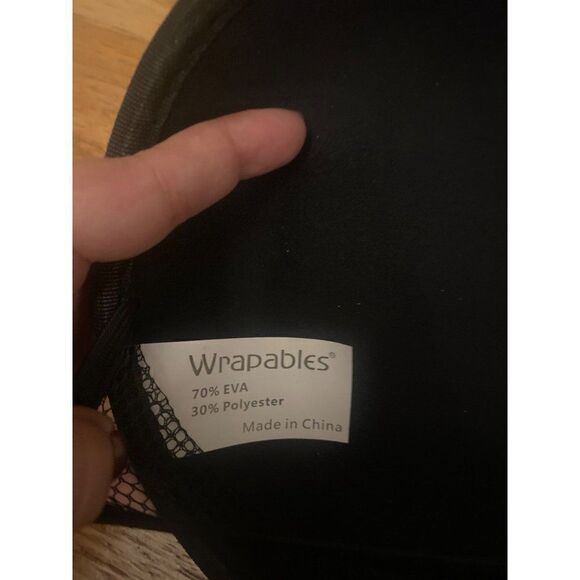 Wrapables®
70% EVA
30% Polyester
Made in China